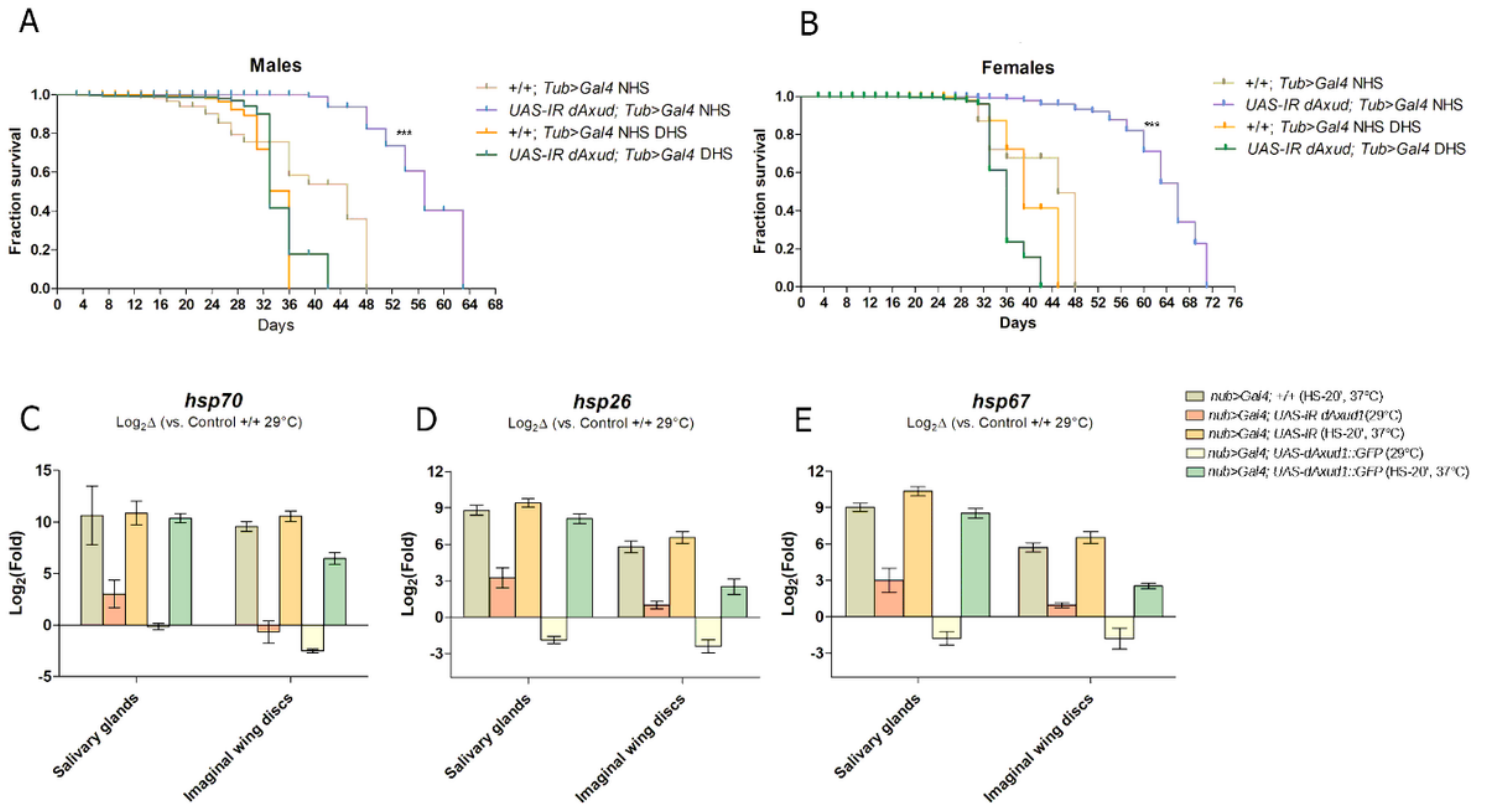 A
Males
Fraction survival
1.0
0.8
0.6
0.4
0.2
0.0
0 4 8 12 16 20 24 28 32 36 40 44 48 52 56 60 64 68
Days
***
+/+; Tub>Gal4 NHS
UAS-IR dAxud; Tub>Gal4 NHS
+/+; Tub>Gal4 NHS DHS
UAS-IR dAxud; Tub>Gal4 DHS
B
Females
Fraction survival
1.0
0.8
0.6
0.4
0.2
0.0
0 4 8 12 16 20 24 28 32 36 40 44 48 52 56 60 64 68 72 76
Days
***
+/+; Tub>Gal4 NHS
UAS-IR dAxud; Tub>Gal4 NHS
+/+; Tub>Gal4 NHS DHS
UAS-IR dAxud; Tub>Gal4 DHS
C
hsp70
Log2Δ (vs. Control +/+ 29°C)
Log2(Fold)
15
10
5
0
-5
Salivary glands
Imaginal wing discs
D
hsp26
Log2Δ (vs. Control +/+ 29°C)
Log2(Fold)
12
9
6
3
0
-3
Salivary glands
Imaginal wing discs
E
hsp67
Log2Δ (vs. Control +/+ 29°C)
Log2(Fold)
12
9
6
3
0
-3
Salivary glands
Imaginal wing discs
nub>Gal4; +/+ (HS-20', 37°C)
nub>Gal4; UAS-IR dAxud1(29°C)
nub>Gal4; UAS-IR (HS-20', 37°C)
nub>Gal4; UAS-dAxud1::GFP (29°C)
nub>Gal4; UAS-dAxud1::GFP (HS-20', 37°C)